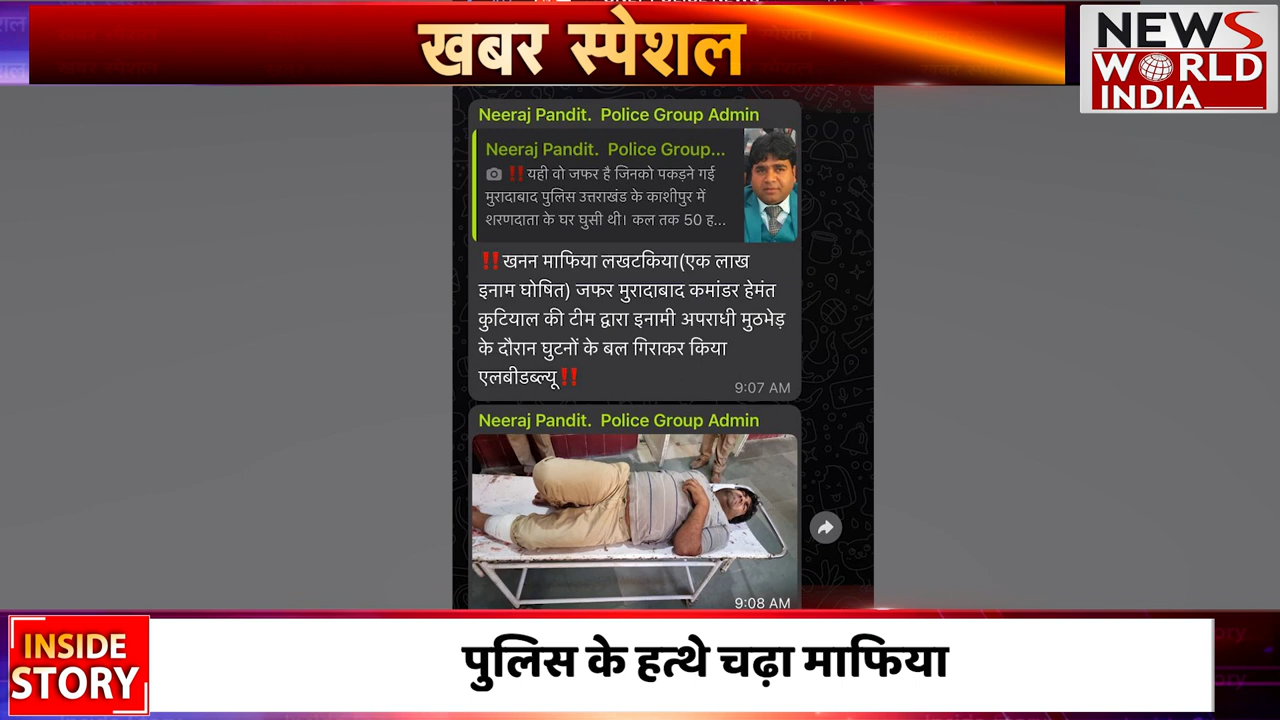 खबर स्पेशल
NEWS
WORLD
INDIA
Neeraj Pandit. Police Group Admin
Neeraj Pandit. Police Group...
‼️यही वो जफर है जिनको पकड़ने गई
मुरादाबाद पुलिस उत्तराखंड के काशीपुर में
शरणदाता के घर घुसी थी। कल तक 50 ह...
‼️खनन माफिया लखटकिया(एक लाख
इनाम घोषित) जफर मुरादाबाद कमांडर हेमंत
कुटियाल की टीम द्वारा इनामी अपराधी मुठभेड़
के दौरान घुटनों के बल गिराकर किया
एलबीडब्ल्यू‼️
9:07 AM
Neeraj Pandit. Police Group Admin
9:08 AM
INSIDE
STORY
पुलिस के हत्थे चढ़ा माफिया